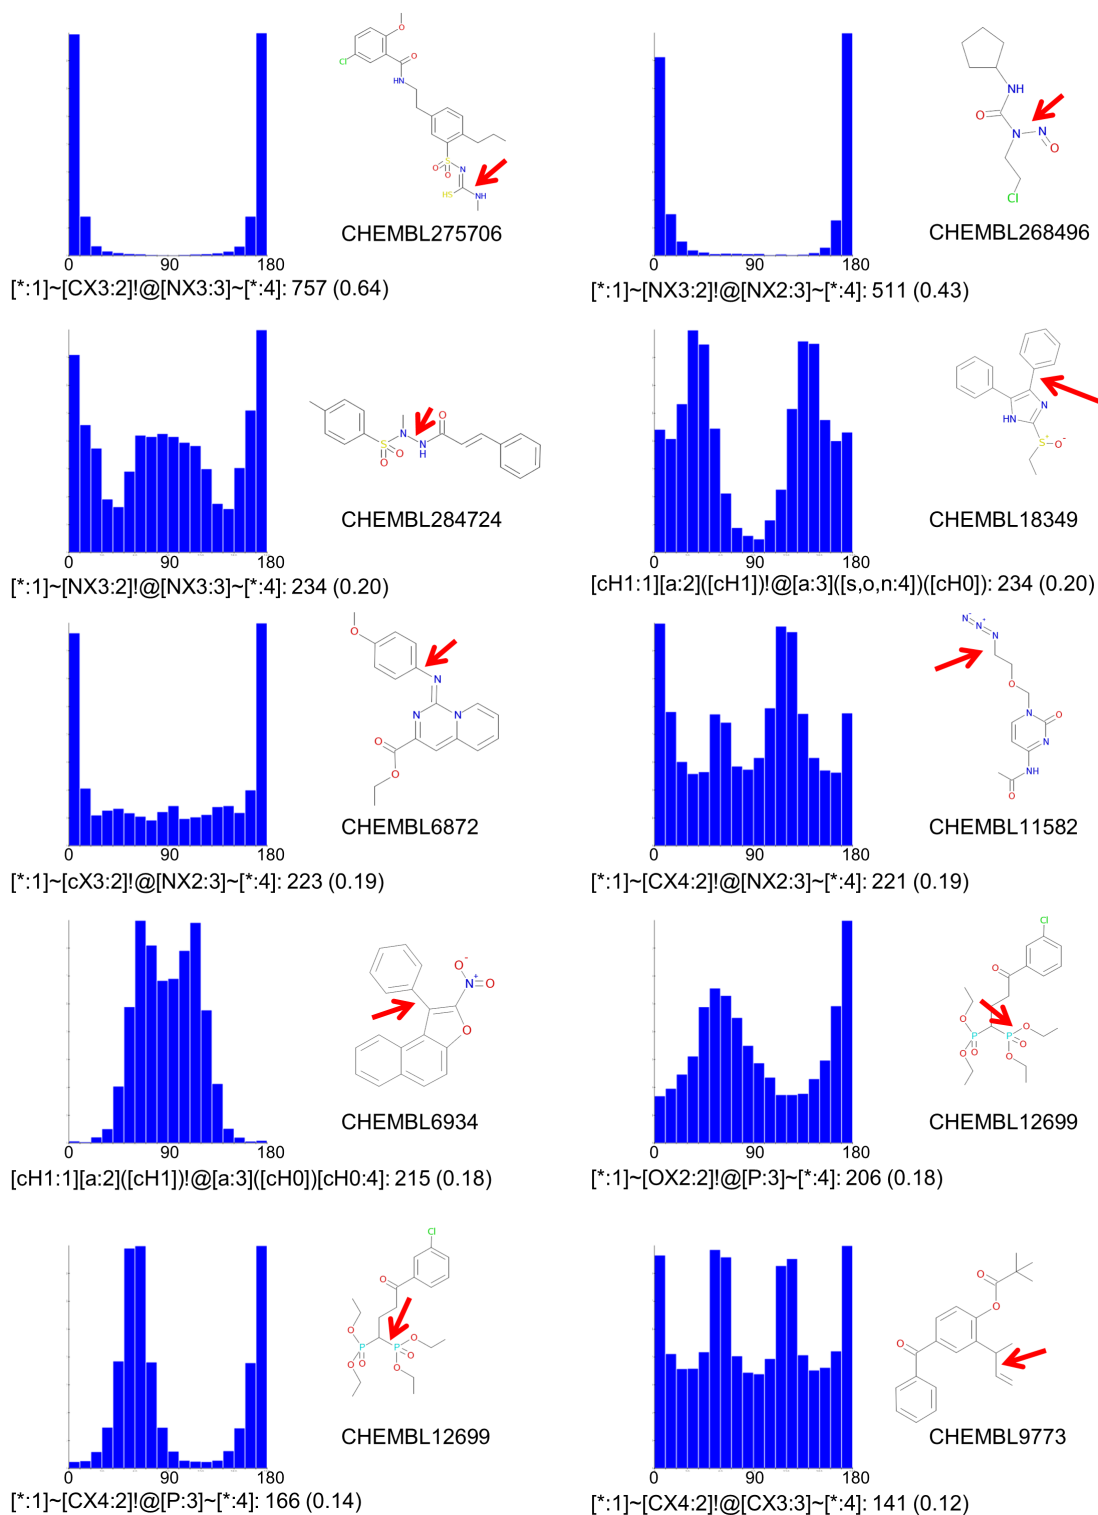 0 90 180
CHEMBL275706
[*:1]~[CX3:2]!@[NX3:3]~[*:4]: 757 (0.64)
0 90 180
CHEMBL268496
[*:1]~[NX3:2]!@[NX2:3]~[*:4]: 511 (0.43)
0 90 180
CHEMBL284724
[*:1]~[NX3:2]!@[NX3:3]~[*:4]: 234 (0.20)
0 90 180
CHEMBL18349
[cH1:1][a:2]([cH1])!@[a:3]([s,o,n:4])([cH0]): 234 (0.20)
0 90 180
CHEMBL6872
[*:1]~[cX3:2]!@[NX2:3]~[*:4]: 223 (0.19)
0 90 180
CHEMBL11582
[*:1]~[CX4:2]!@[NX2:3]~[*:4]: 221 (0.19)
0 90 180
CHEMBL6934
[cH1:1][a:2]([cH1])!@[a:3]([cH0])[cH0:4]: 215 (0.18)
0 90 180
CHEMBL12699
[*:1]~[OX2:2]!@[P:3]~[*:4]: 206 (0.18)
0 90 180
CHEMBL12699
[*:1]~[CX4:2]!@[P:3]~[*:4]: 166 (0.14)
0 90 180
CHEMBL9773
[*:1]~[CX4:2]!@[CX3:3]~[*:4]: 141 (0.12)